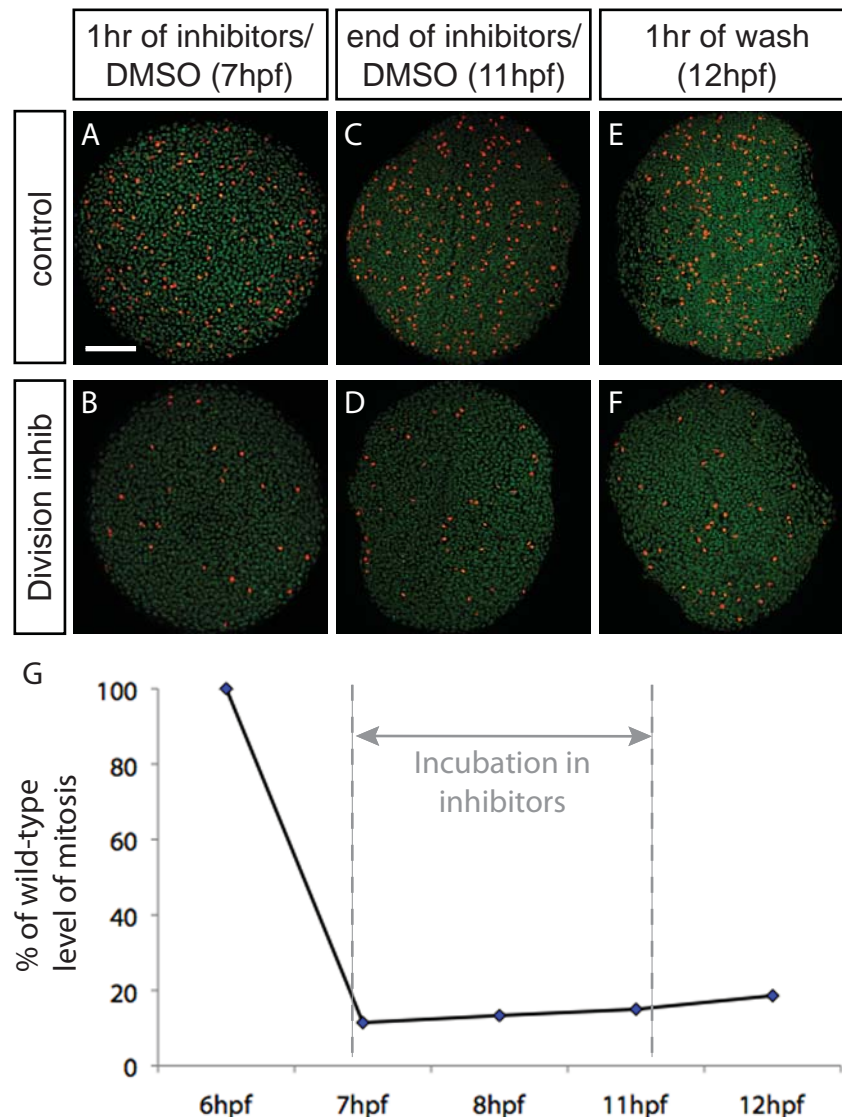 1hr of inhibitors/
DMSO (7hpf)
end of inhibitors/
DMSO (11hpf)
1hr of wash
(12hpf)
control
A
C
E
Division inhib
B
D
F
G
% of wild-type
level of mitosis
100
80
60
40
20
0
Incubation in
inhibitors
6hpf
7hpf
8hpf
11hpf
12hpf